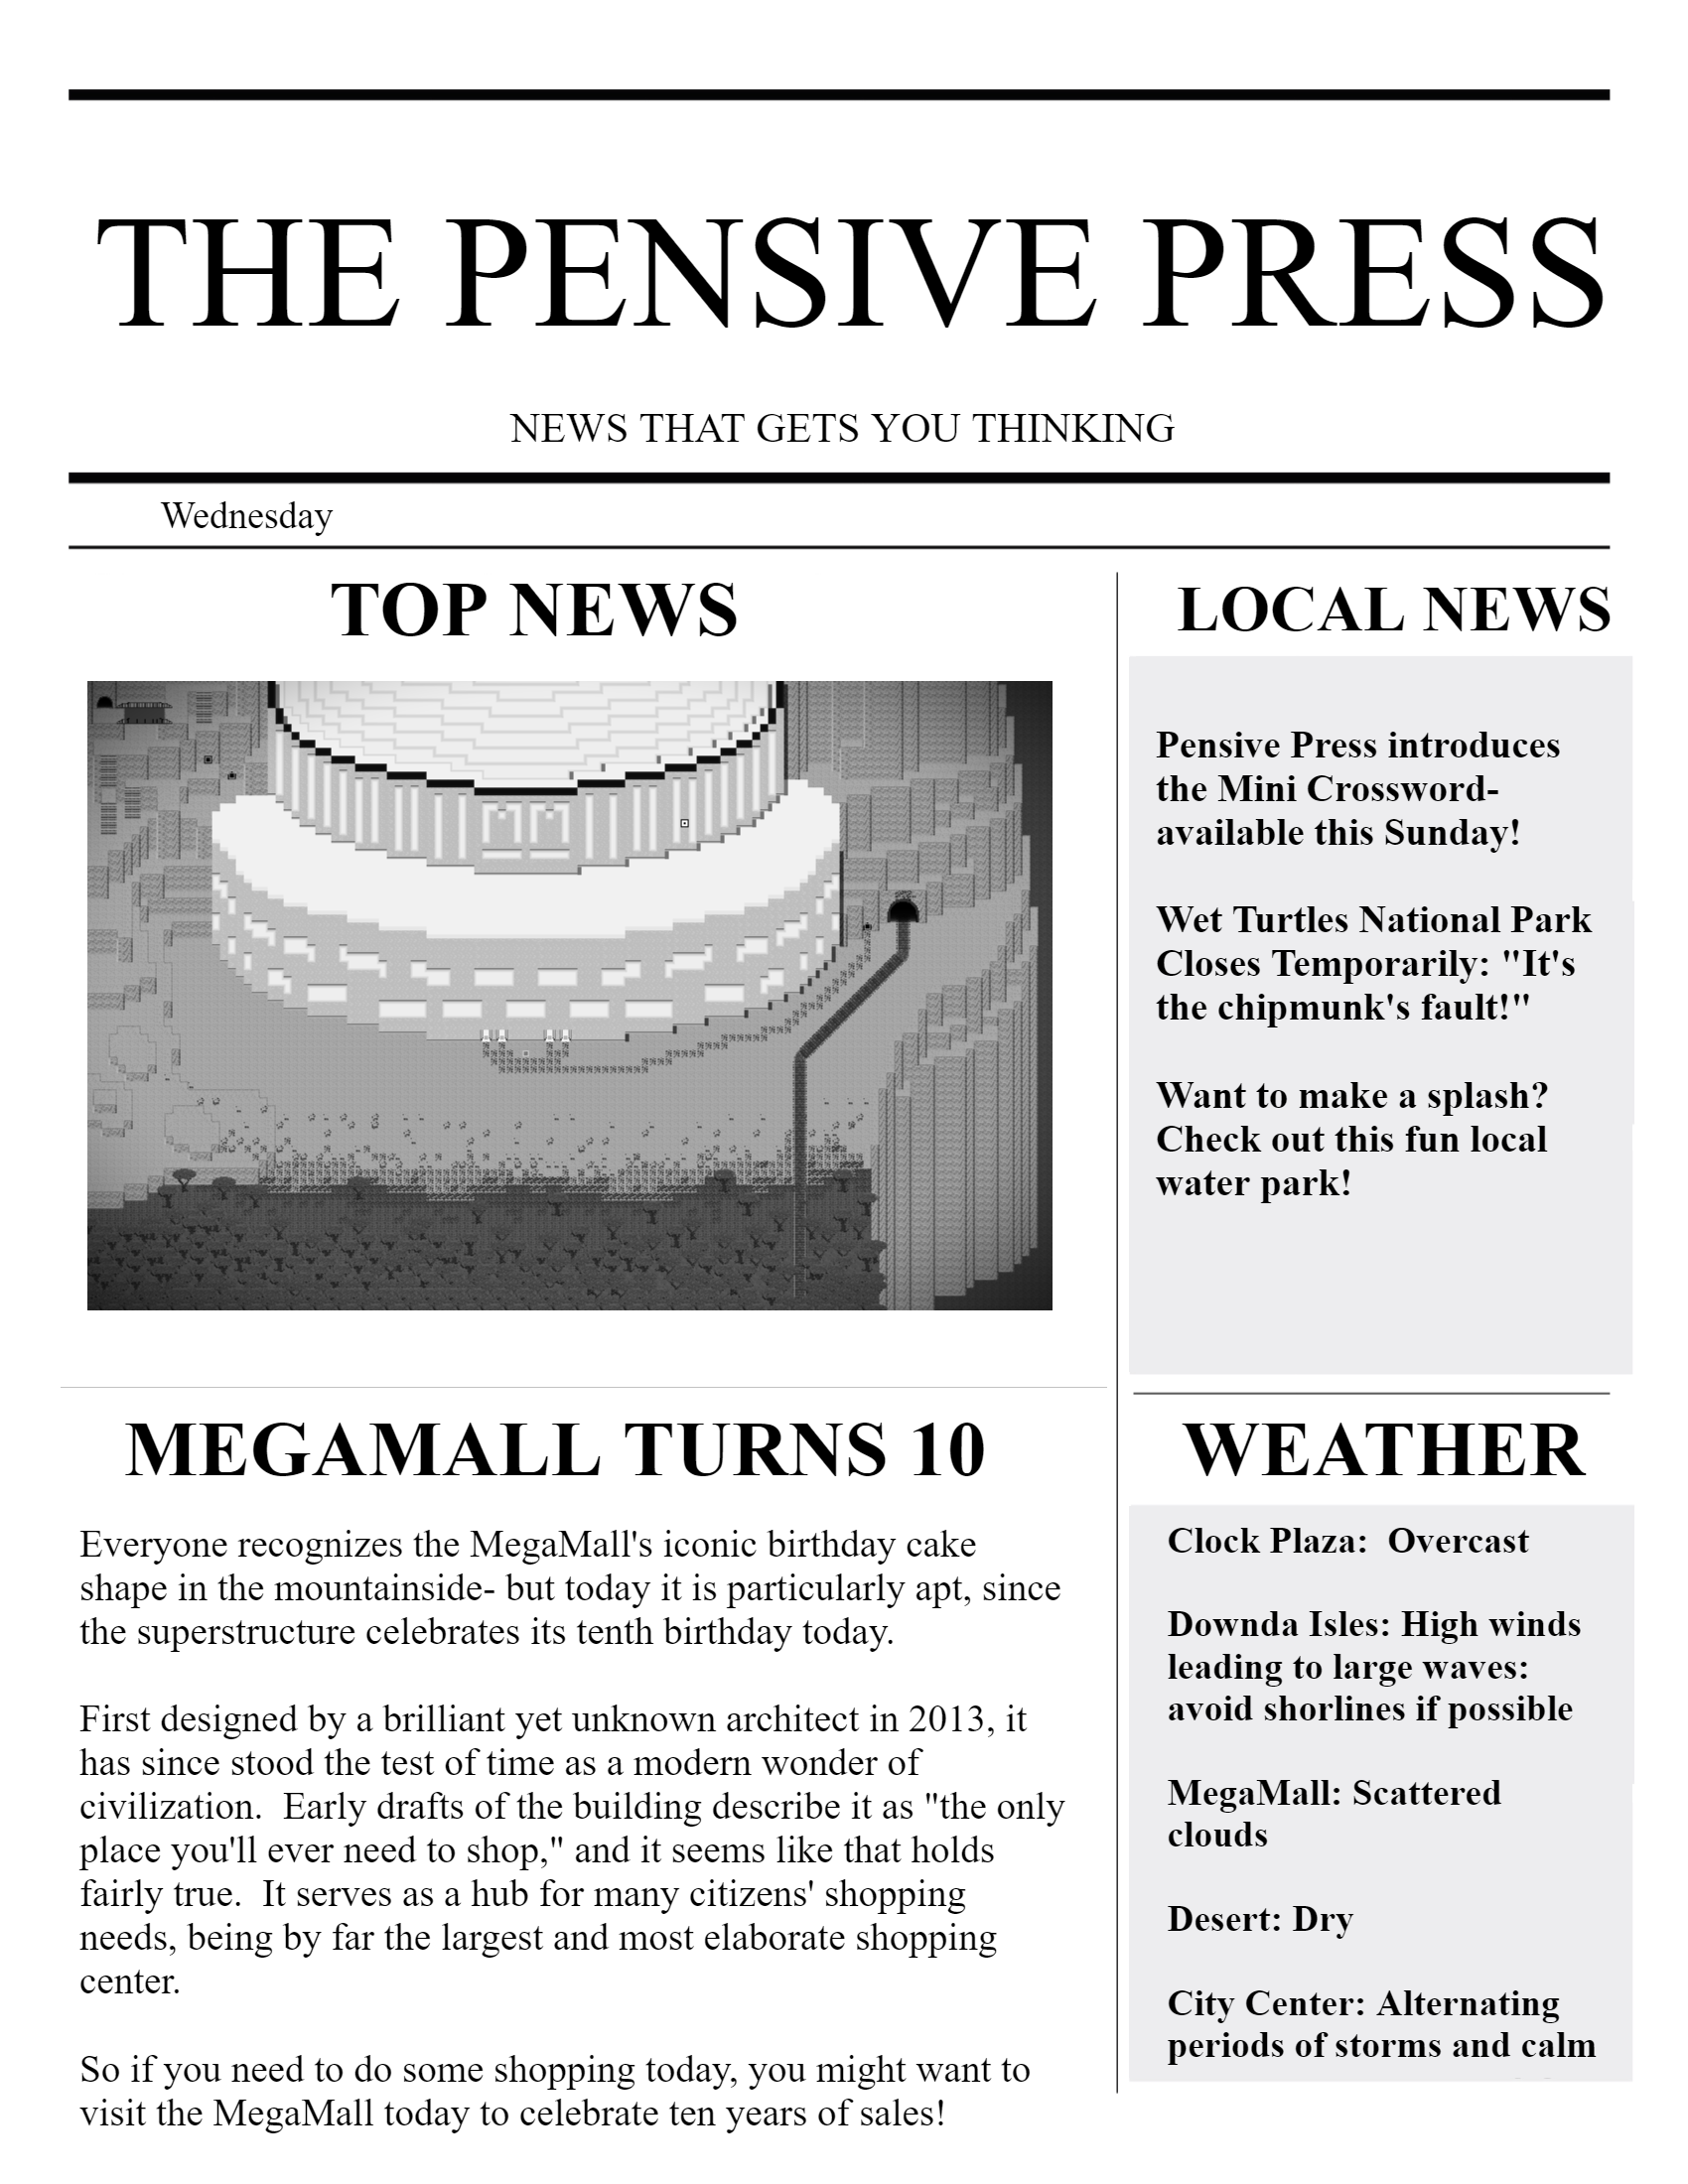 THE PENSIVE PRESS
NEWS THAT GETS YOU THINKING
Wednesday
TOP NEWS
MEGAMALL TURNS 10
Everyone recognizes the MegaMall's iconic birthday cake
shape in the mountainside- but today it is particularly apt, since
the superstructure celebrates its tenth birthday today.
First designed by a brilliant yet unknown architect in 2013, it
has since stood the test of time as a modern wonder of
civilization.  Early drafts of the building describe it as "the only
place you'll ever need to shop," and it seems like that holds
fairly true.  It serves as a hub for many citizens' shopping
needs, being by far the largest and most elaborate shopping
center.
So if you need to do some shopping today, you might want to
visit the MegaMall today to celebrate ten years of sales!
LOCAL NEWS
Pensive Press introduces
the Mini Crossword-
available this Sunday!
Wet Turtles National Park
Closes Temporarily: "It's
the chipmunk's fault!"
Want to make a splash?
Check out this fun local
water park!
WEATHER
Clock Plaza:  Overcast
Downda Isles: High winds
leading to large waves:
avoid shorlines if possible
MegaMall: Scattered
clouds
Desert: Dry
City Center: Alternating
periods of storms and calm